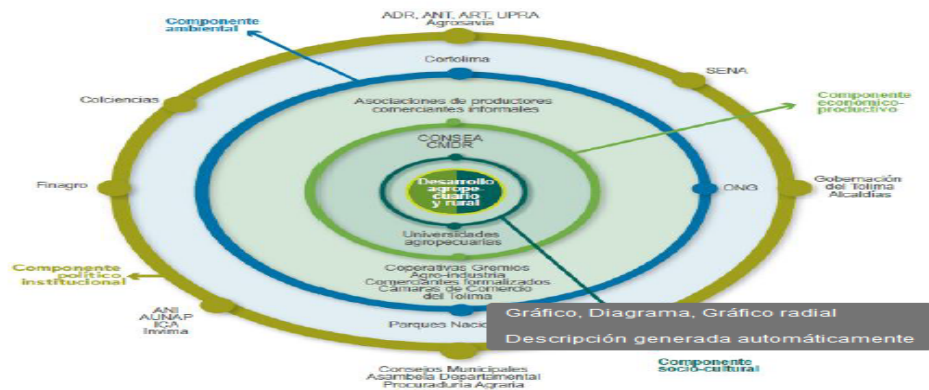 ADR, ANT, ART, UPRA
Agrosavia
Componente
ambiental
Cortolima
SENA
Colciencias
Asociaciones de productores
comerciantes informales
Componente
económico-
productivo
CONSEA
CMDR
Desarrollo
agrope-
cuario
y rural
Finagro
ONG
Gobernación
del Tolima
Alcaldías
Universidades
agropecuarias
Componente
político
institucional
Cooperativas Gremios
Agro-industria
Comerciantes formalizados
Cámaras de Comercio
del Tolima
ANI
AUNAP
ICA
Invima
Parques Nacio
Gráfico, Diagrama, Gráfico radial
Descripción generada automáticamente
Componente
socio-cultural
Consejos Municipales
Asamblea Departamental
Procuraduría Agraria